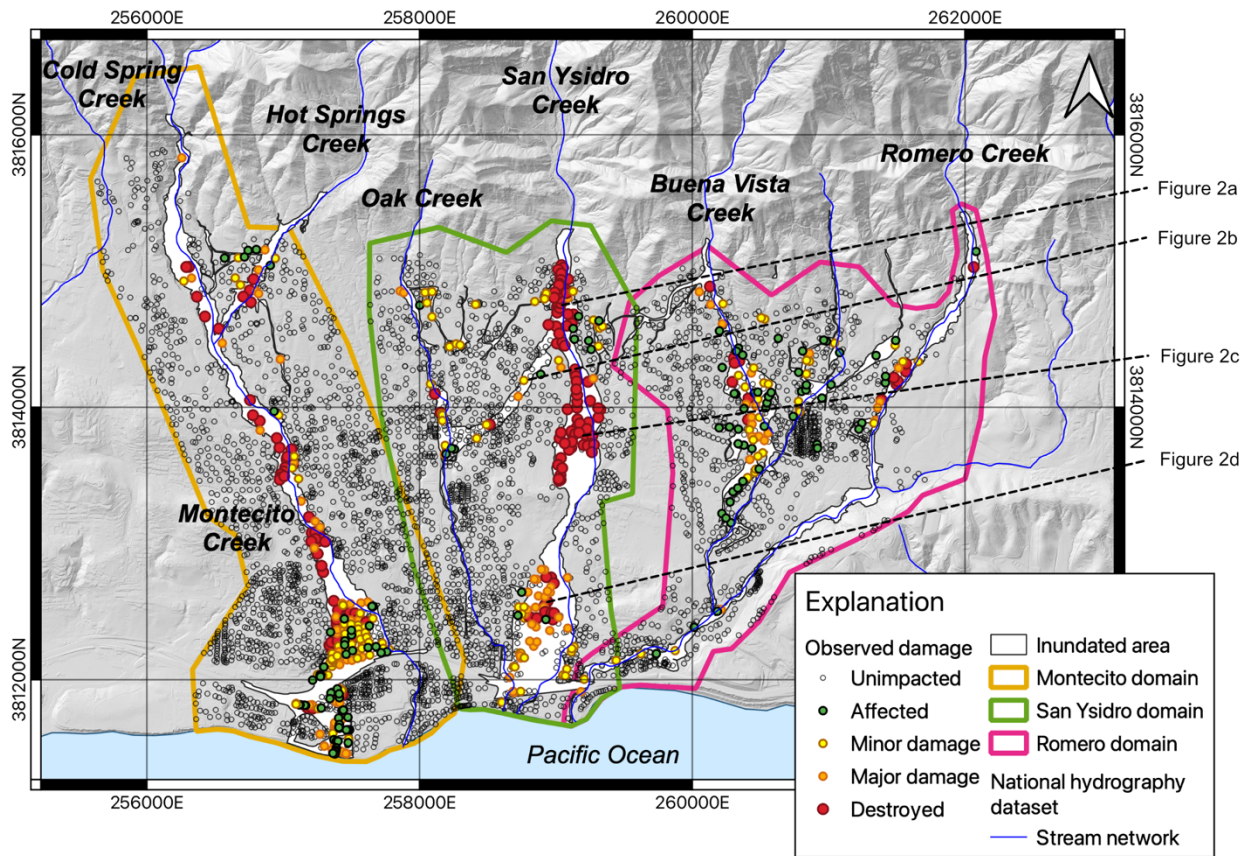 256000E
258000E
260000E
262000E
Cold Spring
Creek
San Ysidro
Creek
Hot Springs
Creek
3816000N
3816000N
Romero Creek
Oak Creek
Buena Vista
Creek
Figure 2a
Figure 2b
Figure 2c
3814000N
3814000N
Figure 2d
Montecito
Creek
3812000N
Pacific Ocean
256000E
258000E
260000E
Explanation
Observed damage
Unimpacted
Affected
Minor damage
Major damage
Destroyed
Inundated area
Montecito domain
San Ysidro domain
Romero domain
National hydrography
dataset
Stream network